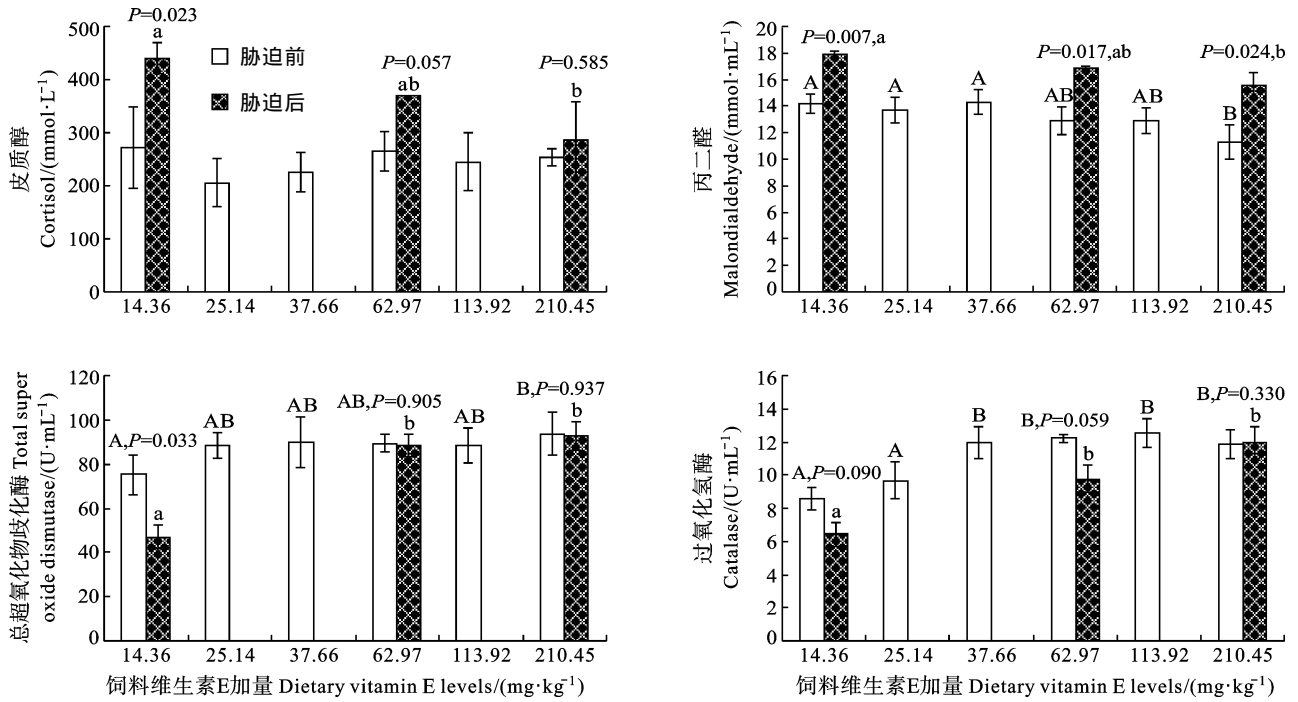 P=0.023
a
胁迫前
胁迫后
P=0.057
ab
P=0.585
b
500
400
300
200
100
0
皮质醇
Cortisol/(mmol·L⁻¹)
14.36 25.14 37.66 62.97 113.92 210.45
P=0.007,a
P=0.017,ab
P=0.024,b
A A A AB AB B
20
18
16
14
12
10
8
6
4
2
0
丙二醛
Malondialdehyde/(mmol·mL⁻¹)
14.36 25.14 37.66 62.97 113.92 210.45
A,P=0.033
a
AB
AB
AB,P=0.905
b
AB
B,P=0.937
b
120
100
80
60
40
20
0
总超氧化物歧化酶 Total super
oxide dismutase/(U·mL⁻¹)
14.36 25.14 37.66 62.97 113.92 210.45
饲料维生素E加量 Dietary vitamin E levels/(mg·kg⁻¹)
A,P=0.090
a
A
B
B,P=0.059
b
B
B,P=0.330
b
16
14
12
10
8
6
4
2
0
过氧化氢酶
Catalase/(U·mL⁻¹)
14.36 25.14 37.66 62.97 113.92 210.45
饲料维生素E加量 Dietary vitamin E levels/(mg·kg⁻¹)